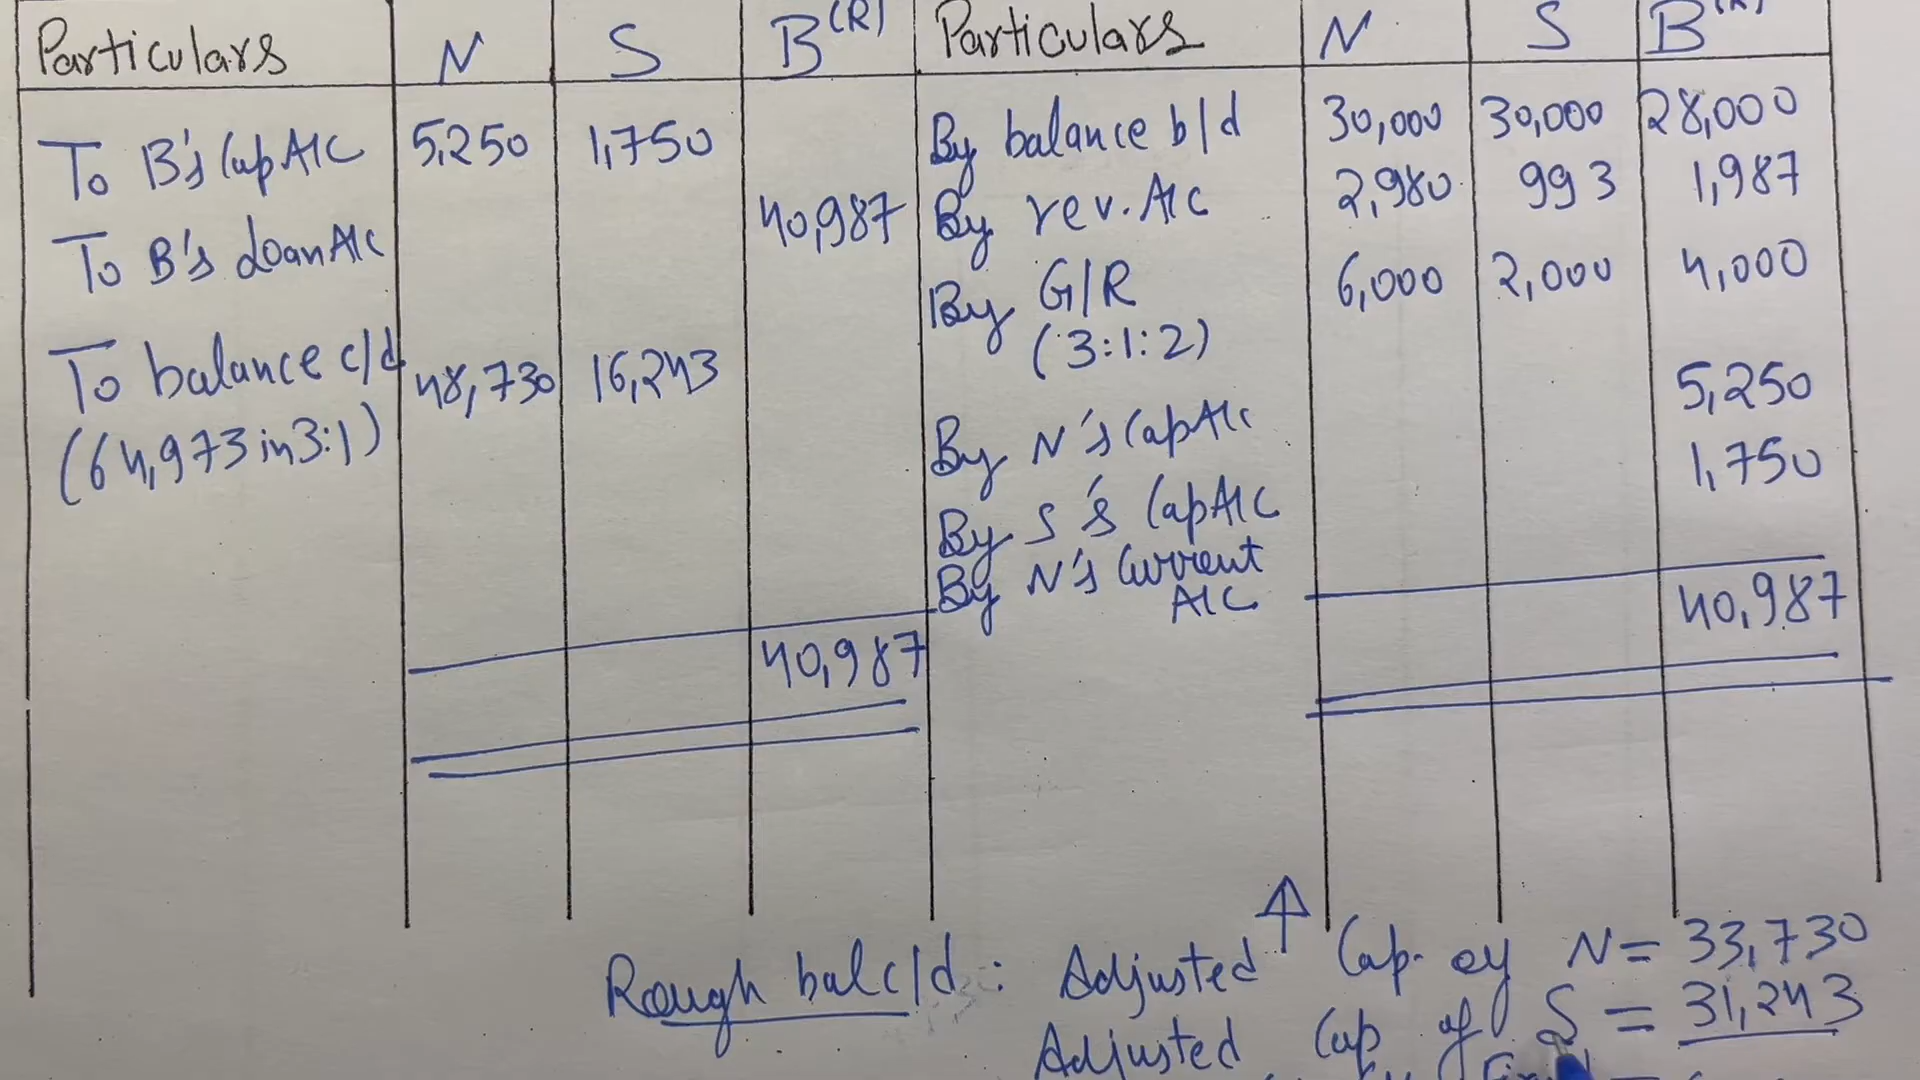 Particulars N S B(R) Particulars N S B(R)
To B's Cap A/C 5,250 1,750 By balance b/d 30,000 30,000 28,000
To B's Loan A/C 40,987 By rev. A/C 2,980 993 1,987
By G/R 6,000 2,000 4,000
(3:1:2)
To balance c/d 48,730 16,243
(64,973 in 3:1)
By N's Cap A/c 5,250
By S's Cap A/C 1,750
By N's Current
A/C
40,987 40,987
Rough bal c/d : Adjusted Cap. of N = 33,730
Adjusted Cap of S = 31,243